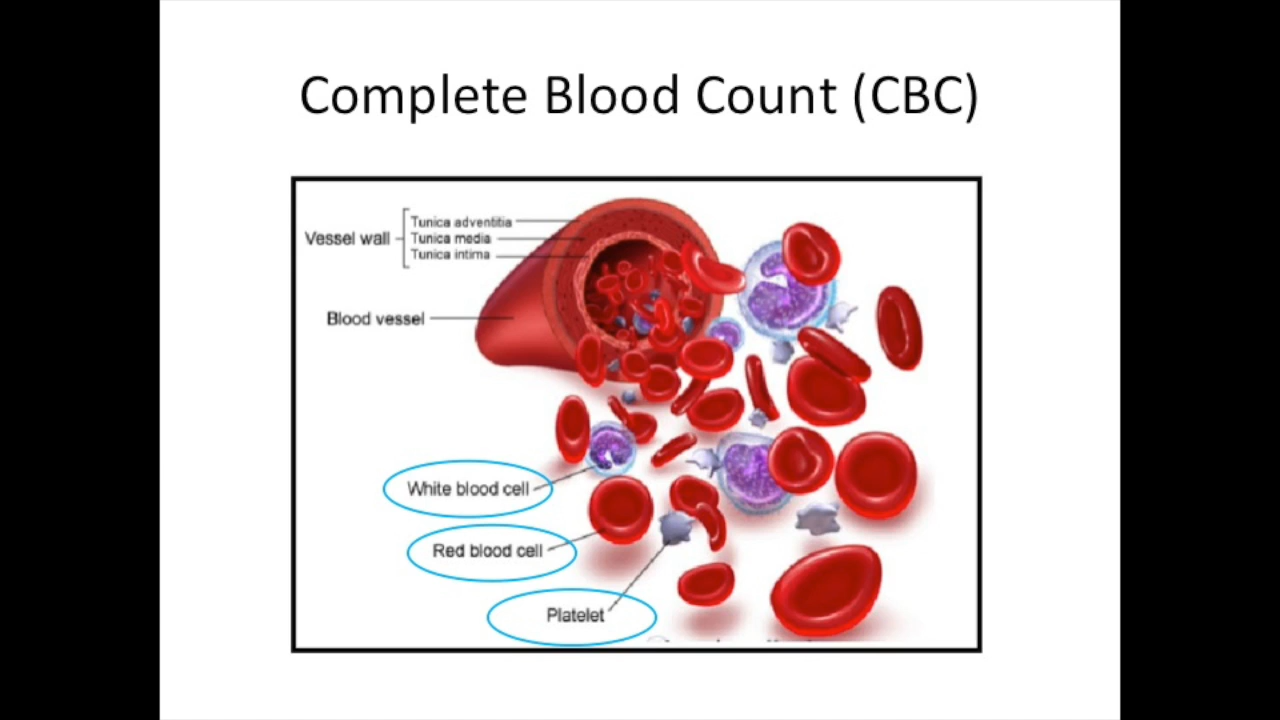 Complete Blood Count (CBC)
Vessel wall
Tunica adventitia
Tunica media
Tunica intima
Blood vessel
White blood cell
Red blood cell
Platelet